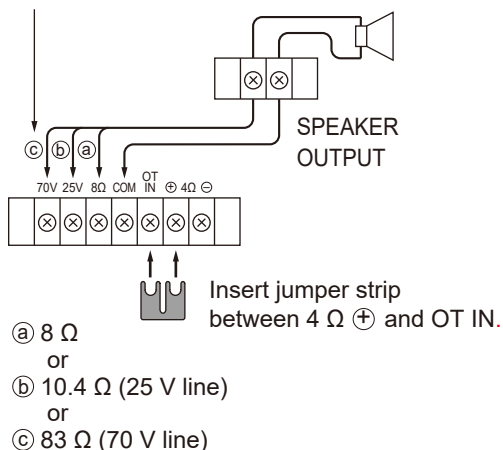 SPEAKER
OUTPUT
ⓒ ⓑ ⓐ
70V 25V 8Ω COM OT IN ⊕ 4Ω ⊖
Insert jumper strip
between 4 Ω ⊕ and OT IN.
ⓐ 8 Ω
or
ⓑ 10.4 Ω (25 V line)
or
ⓒ 83 Ω (70 V line)